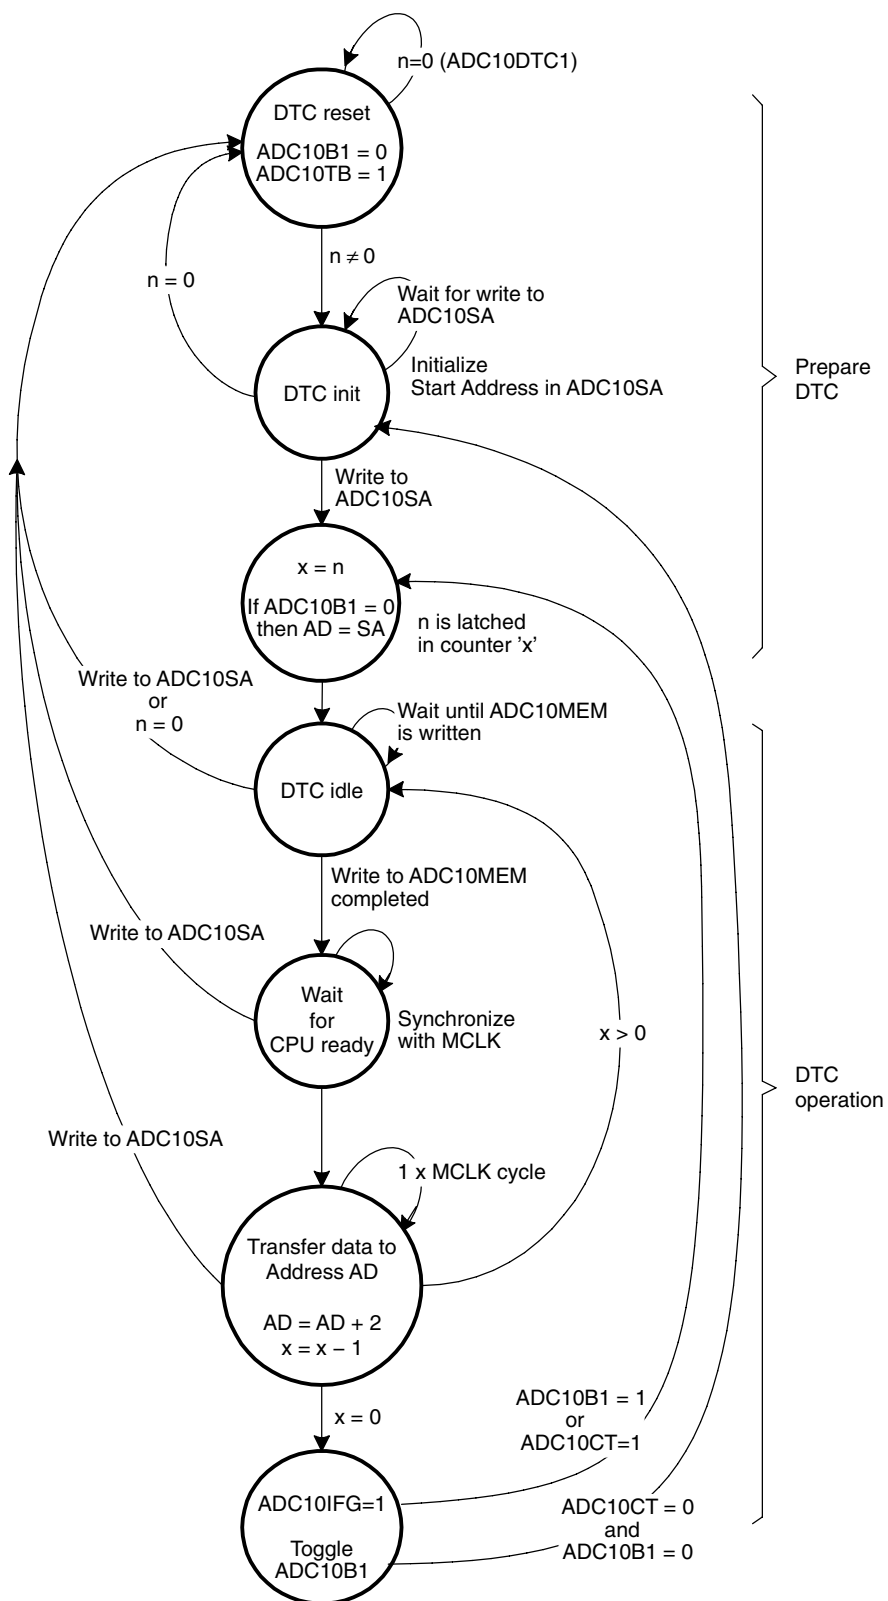 n=0 (ADC10DTC1)
DTC reset
ADC10B1 = 0
ADC10TB = 1
n ≠ 0
n = 0
Wait for write to
ADC10SA
Initialize
Start Address in ADC10SA
DTC init
Prepare
DTC
Write to
ADC10SA
x = n
If ADC10B1 = 0
then AD = SA
n is latched
in counter ’x’
Write to ADC10SA
or
n = 0
Wait until ADC10MEM
is written
DTC idle
Write to ADC10MEM
completed
Write to ADC10SA
Wait
for
CPU ready
Synchronize
with MCLK
x > 0
DTC
operation
Write to ADC10SA
1 x MCLK cycle
Transfer data to
Address AD
AD = AD + 2
x = x − 1
x = 0
ADC10B1 = 1
or
ADC10CT=1
ADC10IFG=1
Toggle
ADC10B1
ADC10CT = 0
and
ADC10B1 = 0